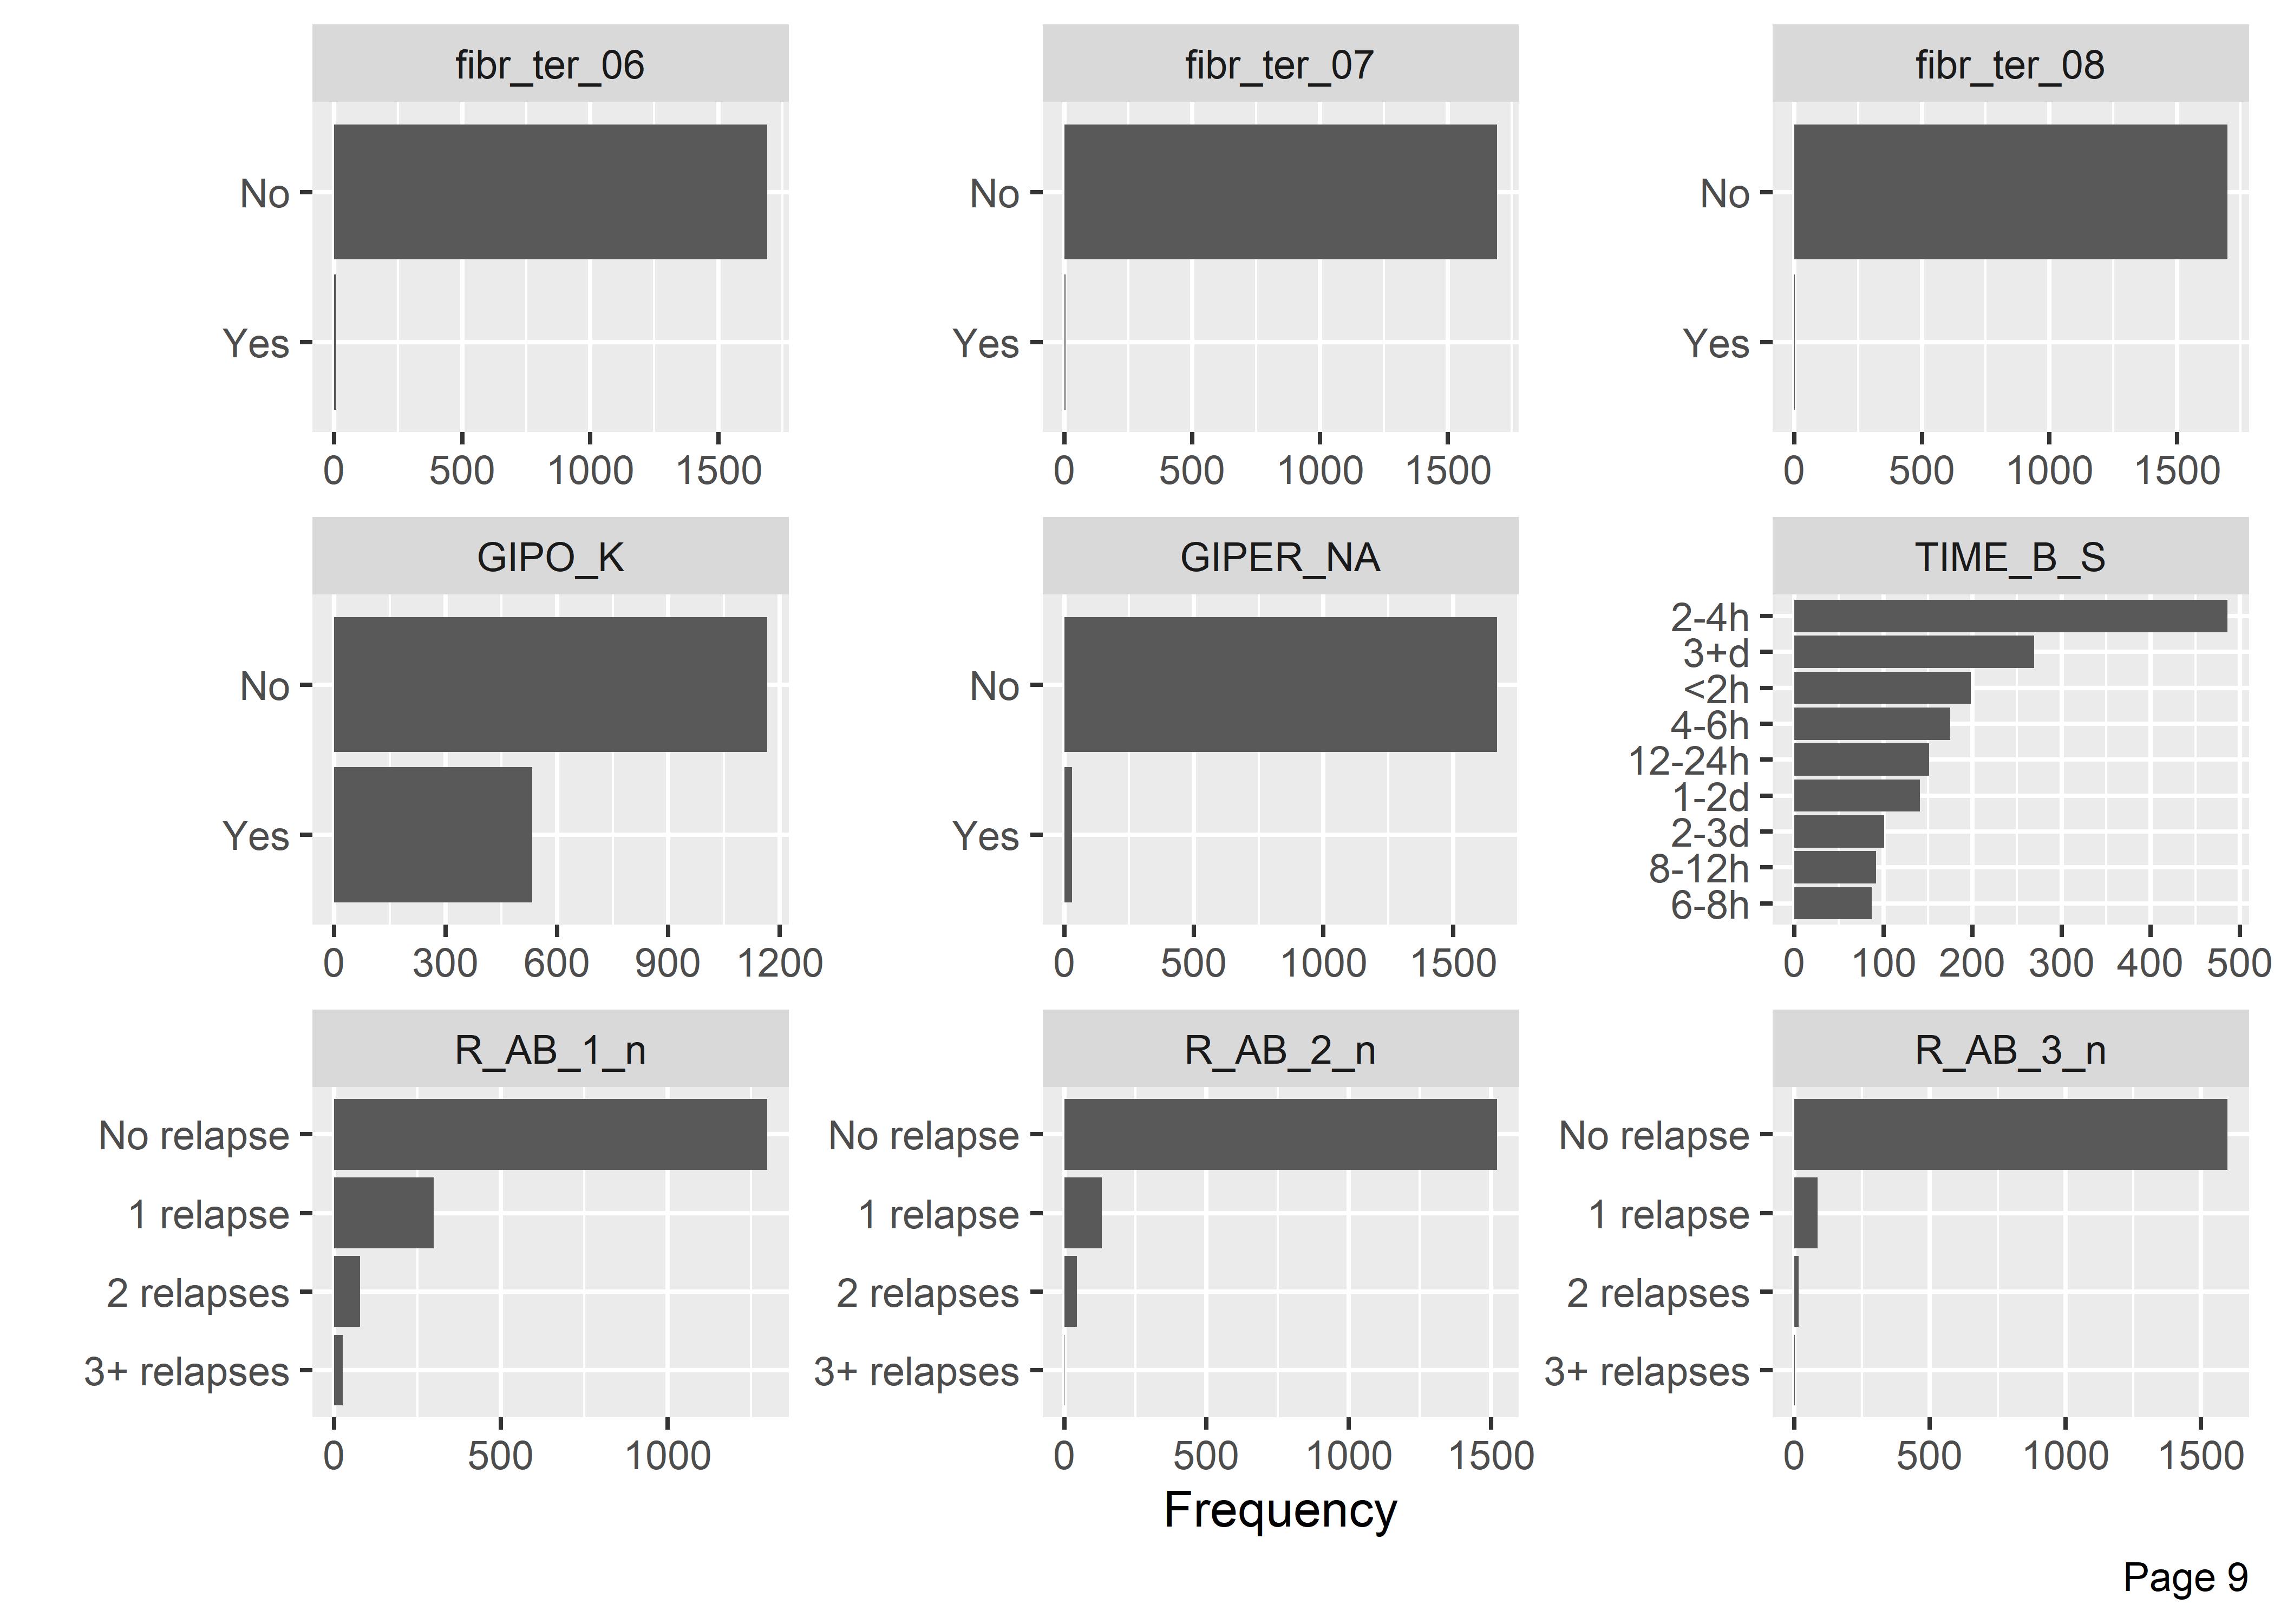 fibr_ter_06 fibr_ter_07 fibr_ter_08
No No No
Yes Yes Yes
0 500 1000 1500 0 500 1000 1500 0 500 1000 1500
GIPO_K GIPER_NA TIME_B_S
No
Yes
0 300 600 900 1200
No
Yes
0 500 1000 1500
2-4h
3+d
<2h
4-6h
12-24h
1-2d
2-3d
8-12h
6-8h
0 100 200 300 400 500
R_AB_1_n R_AB_2_n R_AB_3_n
No relapse No relapse No relapse
1 relapse 1 relapse 1 relapse
2 relapses 2 relapses 2 relapses
3+ relapses 3+ relapses 3+ relapses
0 500 1000 0 500 1000 1500 0 500 1000 1500
Frequency
Page 9